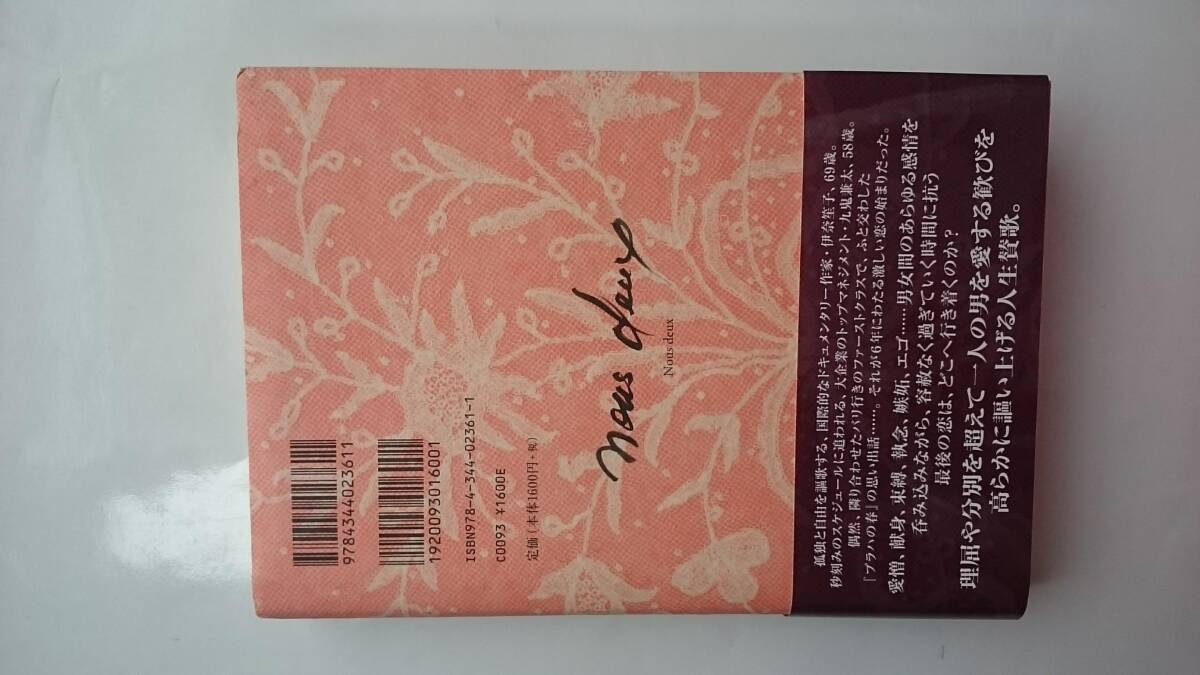 9784344023611
1920093016001
ISBN978-4-344-02361-1
C0093 ¥1600E
定価(本体1600円+税)
nous deux
Nous deux
孤独と自由を謳歌する、国際的なドキュメンタリー作家・伊奈笙子、69歳。
秒刻みのスケジュールに追われる、大企業のトップマネジメント・九鬼兼太、58歳。
偶然、隣り合わせたパリ行きのファーストクラスで、ふと交わした
「プラハの春」の思い出話……。それが6年にわたる激しい恋の始まりだった。
愛憎、献身、束縛、執念、嫉妬、エゴ……男女間のあらゆる感情を
呑み込みながら、容赦なく過ぎていく時間に抗う
最後の恋は、どこへ行き着くのか?
理屈や分別を超えて一人の男を愛する歓びを
高らかに謳い上げる人生賛歌。